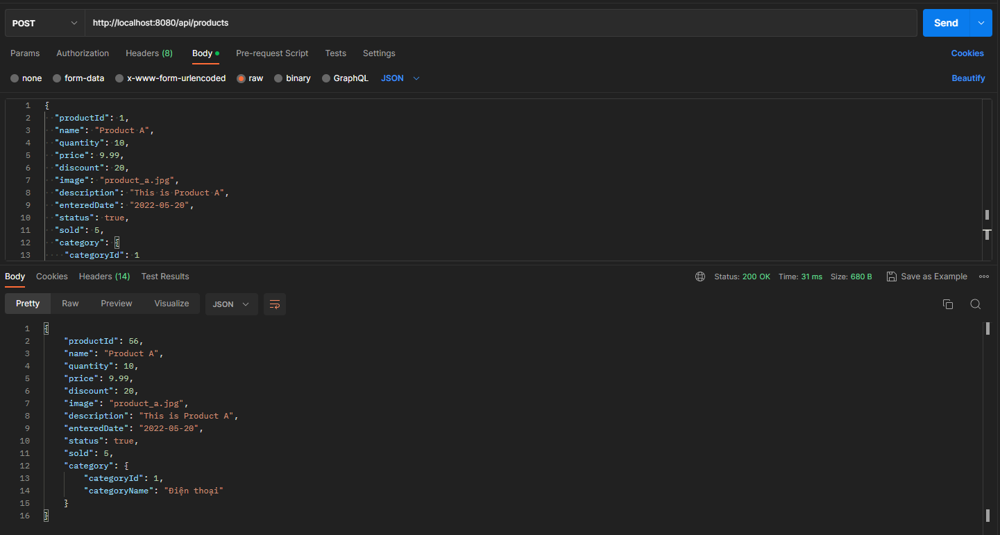 POST http://localhost:8080/api/products Send
Params Authorization Headers (8) Body Pre-request Script Tests Settings Cookies
none form-data x-www-form-urlencoded raw binary GraphQL JSON Beautify
1 {
2 "productId": 1,
3 "name": "Product A",
4 "quantity": 10,
5 "price": 9.99,
6 "discount": 20,
7 "image": "product_a.jpg",
8 "description": "This is Product A",
9 "enteredDate": "2022-05-20",
10 "status": true,
11 "sold": 5,
12 "category": {
13 "categoryId": 1
Body Cookies Headers (14) Test Results Status: 200 OK Time: 31 ms Size: 680 B Save as Example
Pretty Raw Preview Visualize JSON
1 {
2 "productId": 56,
3 "name": "Product A",
4 "quantity": 10,
5 "price": 9.99,
6 "discount": 20,
7 "image": "product_a.jpg",
8 "description": "This is Product A",
9 "enteredDate": "2022-05-20",
10 "status": true,
11 "sold": 5,
12 "category": {
13 "categoryId": 1,
14 "categoryName": "Điện thoại"
15 }
16 }